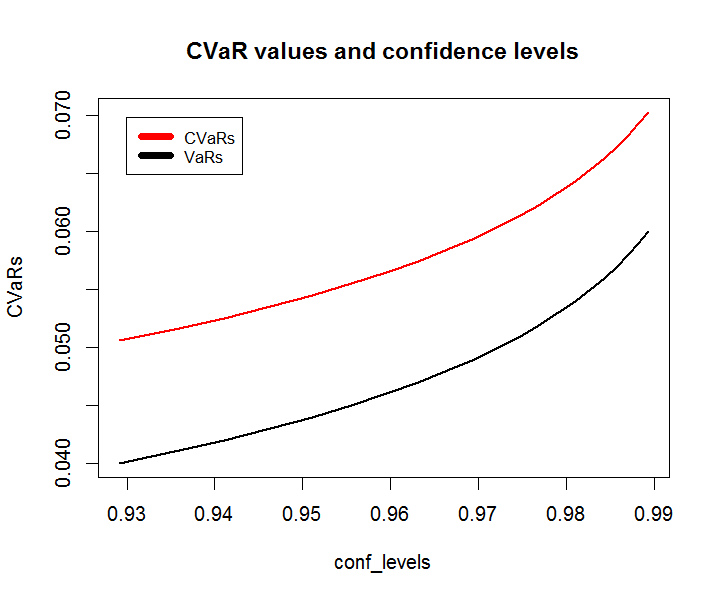 CVaR values and confidence levels
CVaRs
VaRs
CVaRs
0.070
0.060
0.050
0.040
0.93 0.94 0.95 0.96 0.97 0.98 0.99
conf_levels